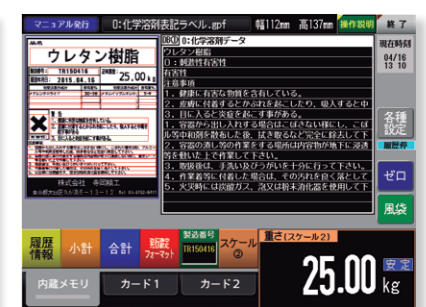 マニュアル発行 0:化学溶剤表記ラベル.gpf 幅112mm 高137mm 操作説明 終了
現在時刻
04/16
13 10
各種設定
履歴停
ゼロ
風袋
ウレタン樹脂
製造番号: TR150416
製造年月日: 2015.04.16
正味質量: 25.00 kg
株式会社 寺岡精工
DB① 0:化学溶剤データ
ウレタン樹脂
0:刺激性有害性
有害性
注意事項
1．健康に有害な物質を含有している。
2．皮膚に付着するとかぶれを起こしたり、吸入すると中
3．目に入ると炎症を起こす事がある。
1．容器から出し入れする場合はこぼさない様にし、こぼ
ル等中和剤を散布した後、拭き取るなど完全に除去して下
2．容器の漉し等の作業をする場所は内容物が地下に浸透
等を敷いた上で作業して下さい。
3．取扱後は、手洗い及びうがいを十分に行って下さい。
4．作業着等に付着した場合は、その汚れを良く落として
5．火災時には炭酸ガス、泡又は粉末消火器を使用して下
履歴情報 小計 合計 フォーマット 製造番号 TR150416 スケール② 重さ(スケール2)
25.00 kg 安定
内蔵メモリ カード1 カード2